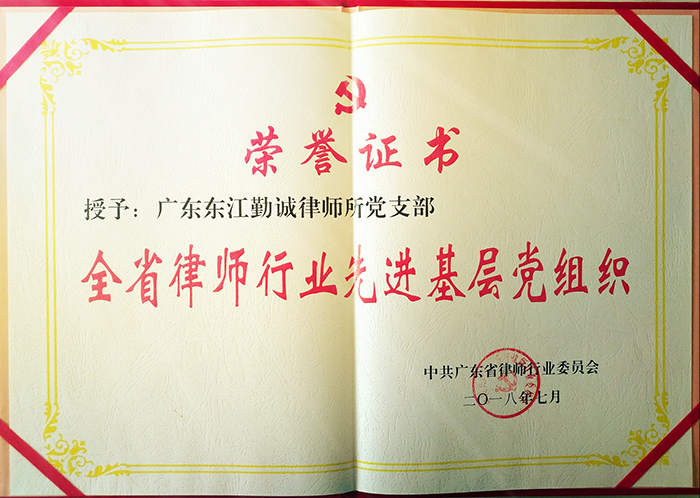 荣誉证书
授予：广东东江勤诚律师所党支部
全省律师行业先进基层党组织
中共广东省律师行业委员会
二〇一八年七月